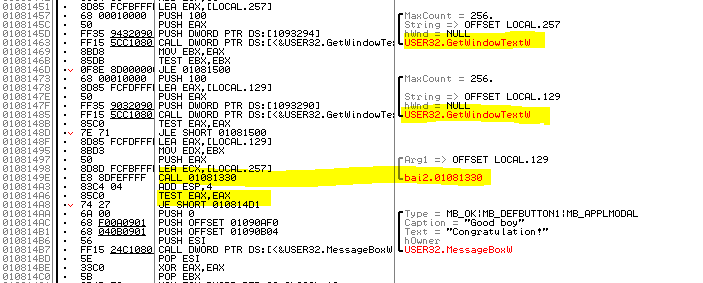 01081451 · 8D85 FCFBFFFF LEA EAX,[LOCAL.257]
01081457 · 68 00010000 PUSH 100 MaxCount = 256.
0108145C · 50 PUSH EAX String => OFFSET LOCAL.257
0108145D · FF35 94320901 PUSH DWORD PTR DS:[1093294] hWnd = NULL
01081463 · FF15 5CC10801 CALL DWORD PTR DS:[<&USER32.GetWindowTex USER32.GetWindowTextW
01081469 · 8BD8 MOV EBX,EAX
0108146B · 85DB TEST EBX,EBX
0108146D · 0F8E 8D000000 JLE 01081500
01081473 · 68 00010000 PUSH 100 MaxCount = 256.
01081478 · 8D85 FCFDFFFF LEA EAX,[LOCAL.129]
0108147E · 50 PUSH EAX String => OFFSET LOCAL.129
0108147F · FF35 90320901 PUSH DWORD PTR DS:[1093290] hWnd = NULL
01081485 · FF15 5CC10801 CALL DWORD PTR DS:[<&USER32.GetWindowTex USER32.GetWindowTextW
0108148B · 85C0 TEST EAX,EAX
0108148D · 7E 71 JLE SHORT 01081500
0108148F · 8D85 FCFDFFFF LEA EAX,[LOCAL.129]
01081495 · 8BD3 MOV EDX,EBX
01081497 · 50 PUSH EAX Arg1 => OFFSET LOCAL.129
01081498 · 8D8D FCFBFFFF LEA ECX,[LOCAL.257]
0108149E · E8 8DFEFFFF CALL 01081330 bai2.01081330
010814A3 · 83C4 04 ADD ESP,4
010814A6 · 85C0 TEST EAX,EAX
010814A8 · 74 27 JE SHORT 010814D1
010814AA · 6A 00 PUSH 0 Type = MB_OK|MB_DEFBUTTON1|MB_APPLMODAL
010814AC · 68 F00A0901 PUSH OFFSET 01090AF0 Caption = "Good boy"
010814B1 · 68 040B0901 PUSH OFFSET 01090B04 Text = "Congratulation!"
010814B6 · 56 PUSH ESI hOwner
010814B7 · FF15 24C10801 CALL DWORD PTR DS:[<&USER32.MessageBoxW USER32.MessageBoxW
010814BD · 5E POP ESI
010814BE · 33C0 XOR EAX,EAX
010814C0 · 5B POP EBX